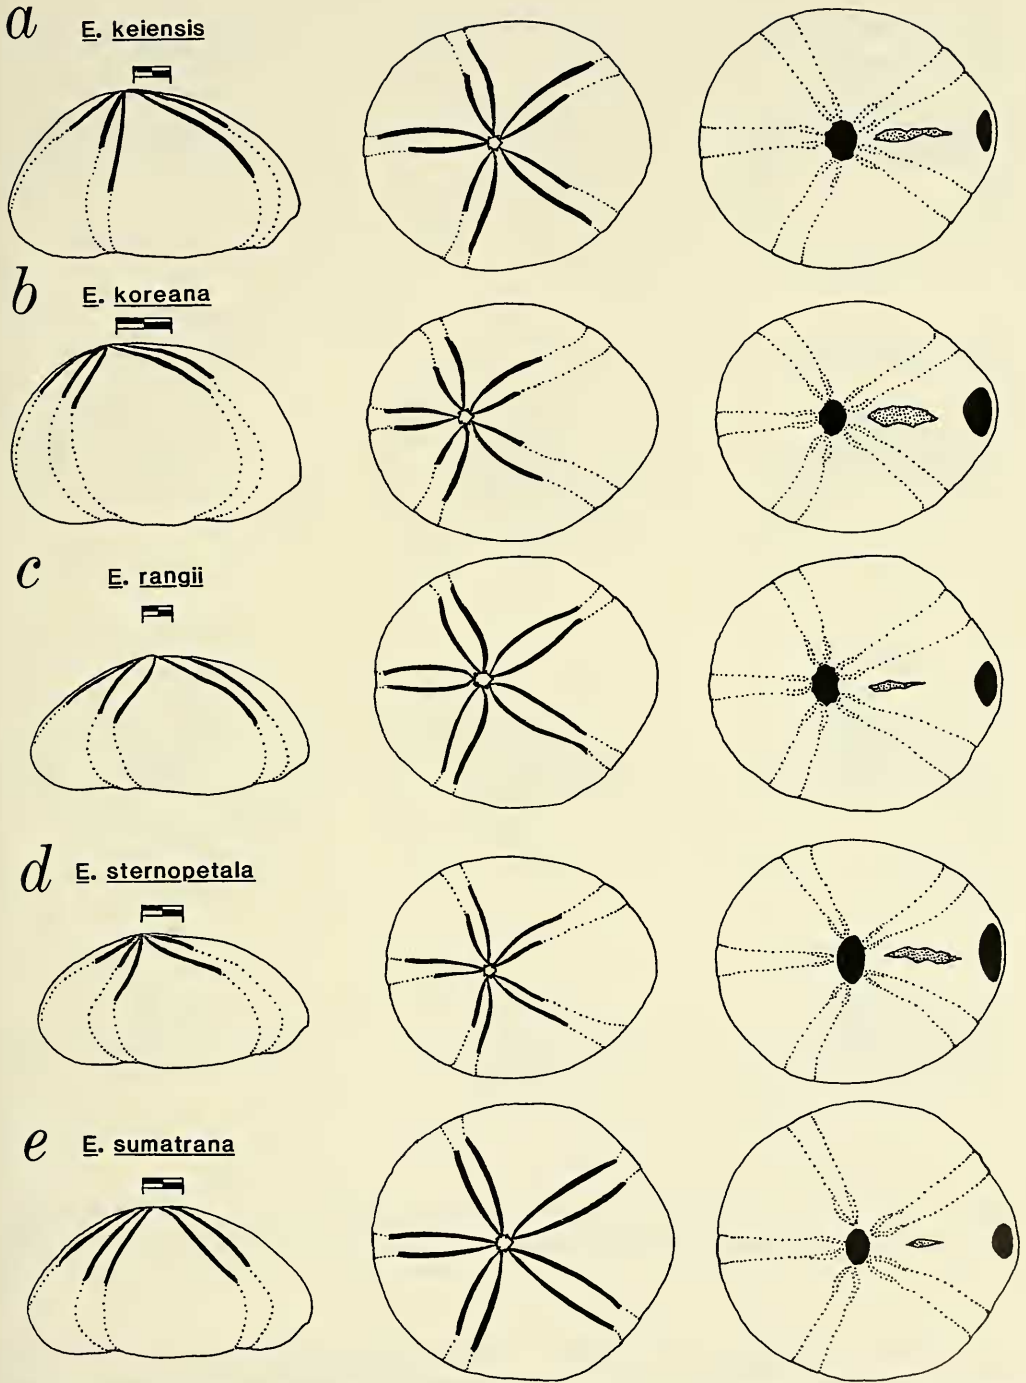 a E. keiensis
b E. koreana
c E. rangii
d E. sternopetala
e E. sumatrana